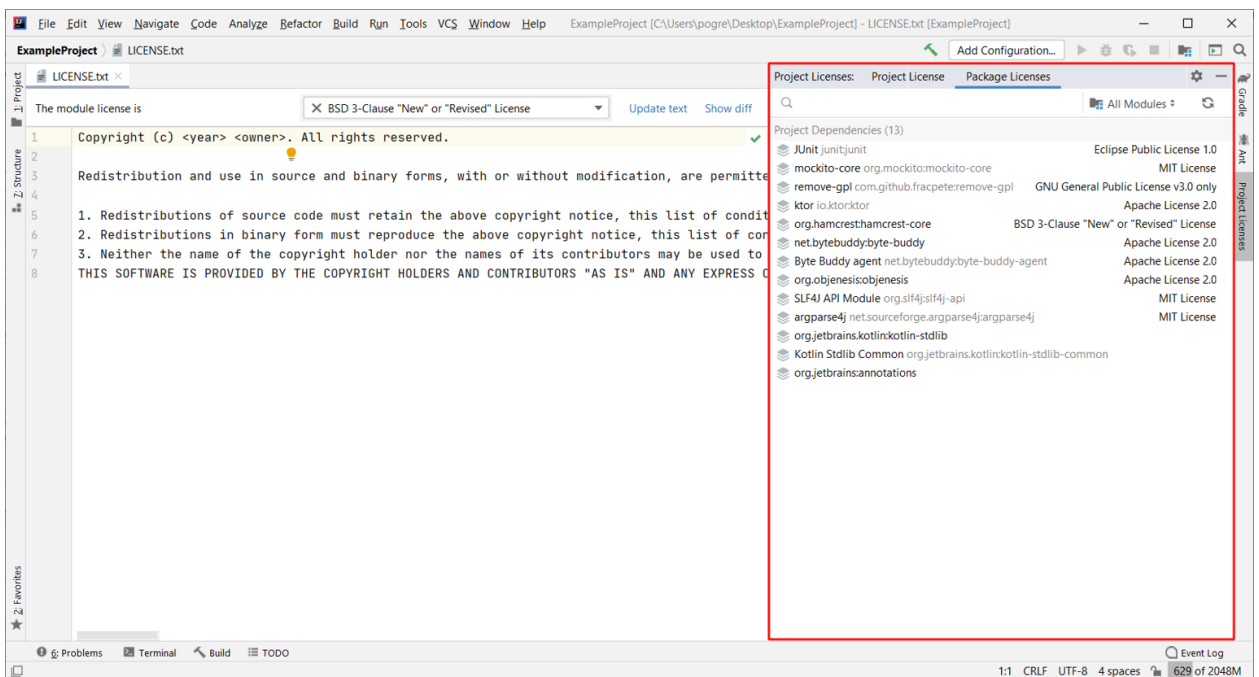 File Edit View Navigate Code Analyze Refactor Build Run Tools VCS Window Help ExampleProject [C:\Users\pogre\Desktop\ExampleProject] - LICENSE.txt [ExampleProject]
ExampleProject LICENSE.txt Add Configuration...
1: Project
Z: Structure
2: Favorites
LICENSE.txt
The module license is BSD 3-Clause "New" or "Revised" License Update text Show diff
1 Copyright (c) <year> <owner>. All rights reserved.
2
3 Redistribution and use in source and binary forms, with or without modification, are permitte
4
5 1. Redistributions of source code must retain the above copyright notice, this list of condit
6 2. Redistributions in binary form must reproduce the above copyright notice, this list of con
7 3. Neither the name of the copyright holder nor the names of its contributors may be used to
8 THIS SOFTWARE IS PROVIDED BY THE COPYRIGHT HOLDERS AND CONTRIBUTORS "AS IS" AND ANY EXPRESS O
Project Licenses: Project License Package Licenses
All Modules
Project Dependencies (13)
JUnit junit:junit Eclipse Public License 1.0
mockito-core org.mockito:mockito-core MIT License
remove-gpl com.github.fracpete:remove-gpl GNU General Public License v3.0 only
ktor io.ktor:ktor Apache License 2.0
org.hamcrest:hamcrest-core BSD 3-Clause "New" or "Revised" License
net.bytebuddy:byte-buddy Apache License 2.0
Byte Buddy agent net.bytebuddy:byte-buddy-agent Apache License 2.0
org.objenesis:objenesis Apache License 2.0
SLF4J API Module org.slf4j:slf4j-api MIT License
argparse4j net.sourceforge.argparse4j:argparse4j MIT License
org.jetbrains.kotlin:kotlin-stdlib
Kotlin Stdlib Common org.jetbrains.kotlin:kotlin-stdlib-common
org.jetbrains:annotations
Gradle
Ant
Project Licenses
6: Problems Terminal Build TODO Event Log
1:1 CRLF UTF-8 4 spaces 629 of 2048M